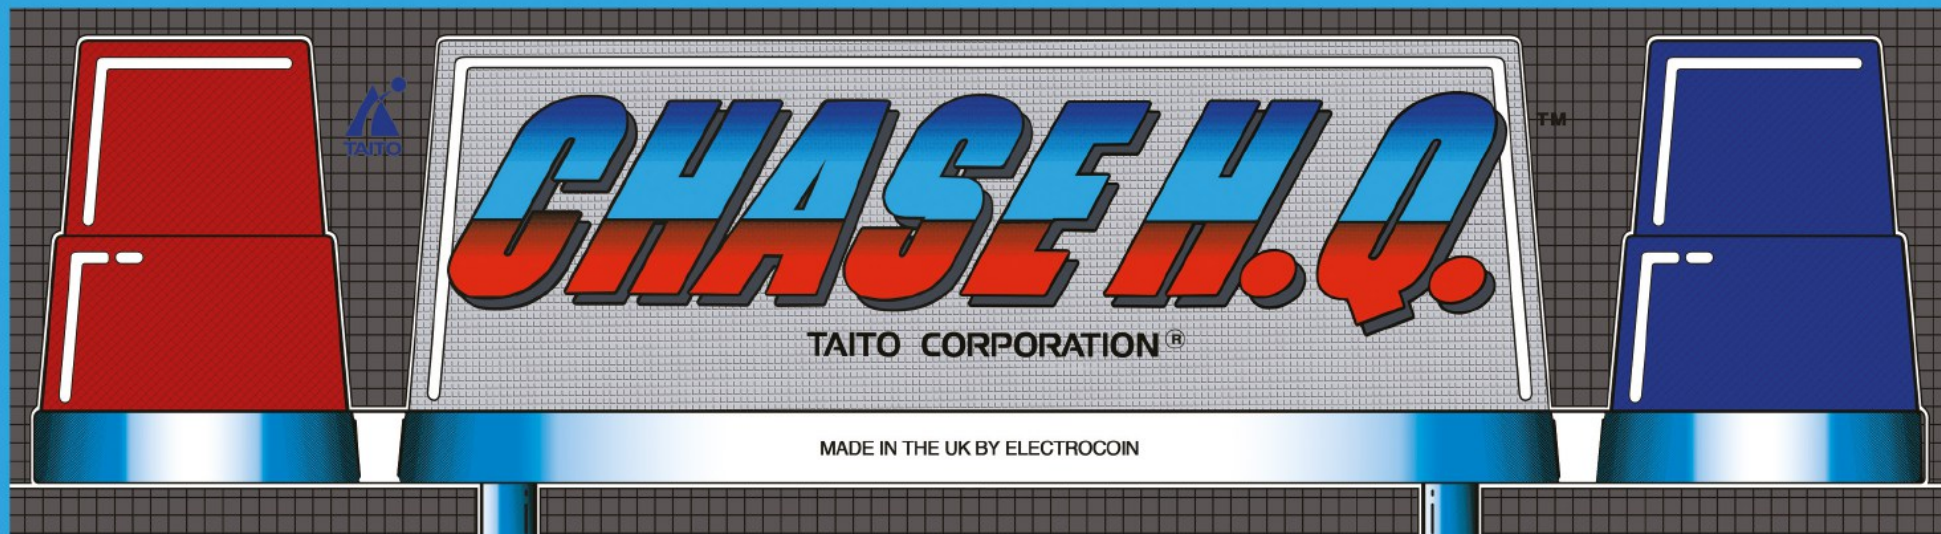 TAITO
CHASE H.Q.™
TAITO CORPORATION®
MADE IN THE UK BY ELECTROCOIN